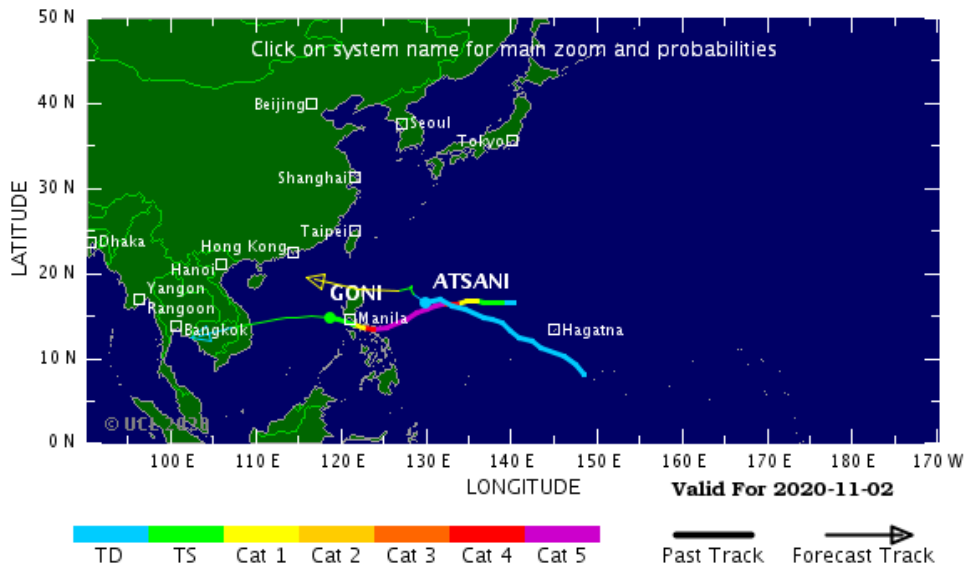 50 N
Click on system name for main zoom and probabilities
40 N
Beijing
Seoul
Tokyo
30 N
Shanghai
LATITUDE
Taipei
Dhaka
Hong Kong
20 N
Hanoi
GONI
ATSANI
Yangon
Rangoon
Manila
Bangkok
Hagatna
10 N
© UCL 2020
0 N
100 E 110 E 120 E 130 E 140 E 150 E 160 E 170 E 180 E 170 W
LONGITUDE
Valid For 2020-11-02
TD TS Cat 1 Cat 2 Cat 3 Cat 4 Cat 5
Past Track Forecast Track